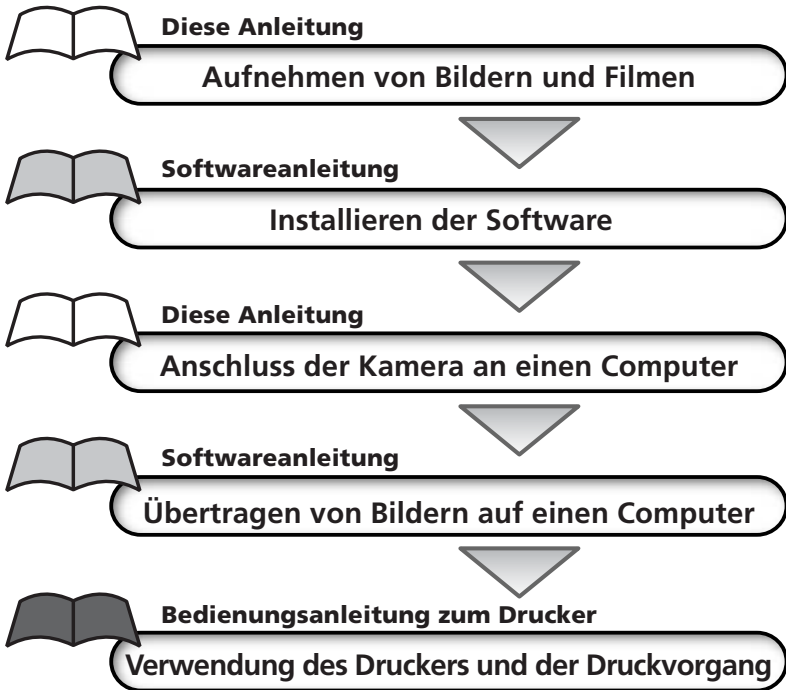 Diese Anleitung
Aufnehmen von Bildern und Filmen
Softwareanleitung
Installieren der Software
Diese Anleitung
Anschluss der Kamera an einen Computer
Softwareanleitung
Übertragen von Bildern auf einen Computer
Bedienungsanleitung zum Drucker
Verwendung des Druckers und der Druckvorgang